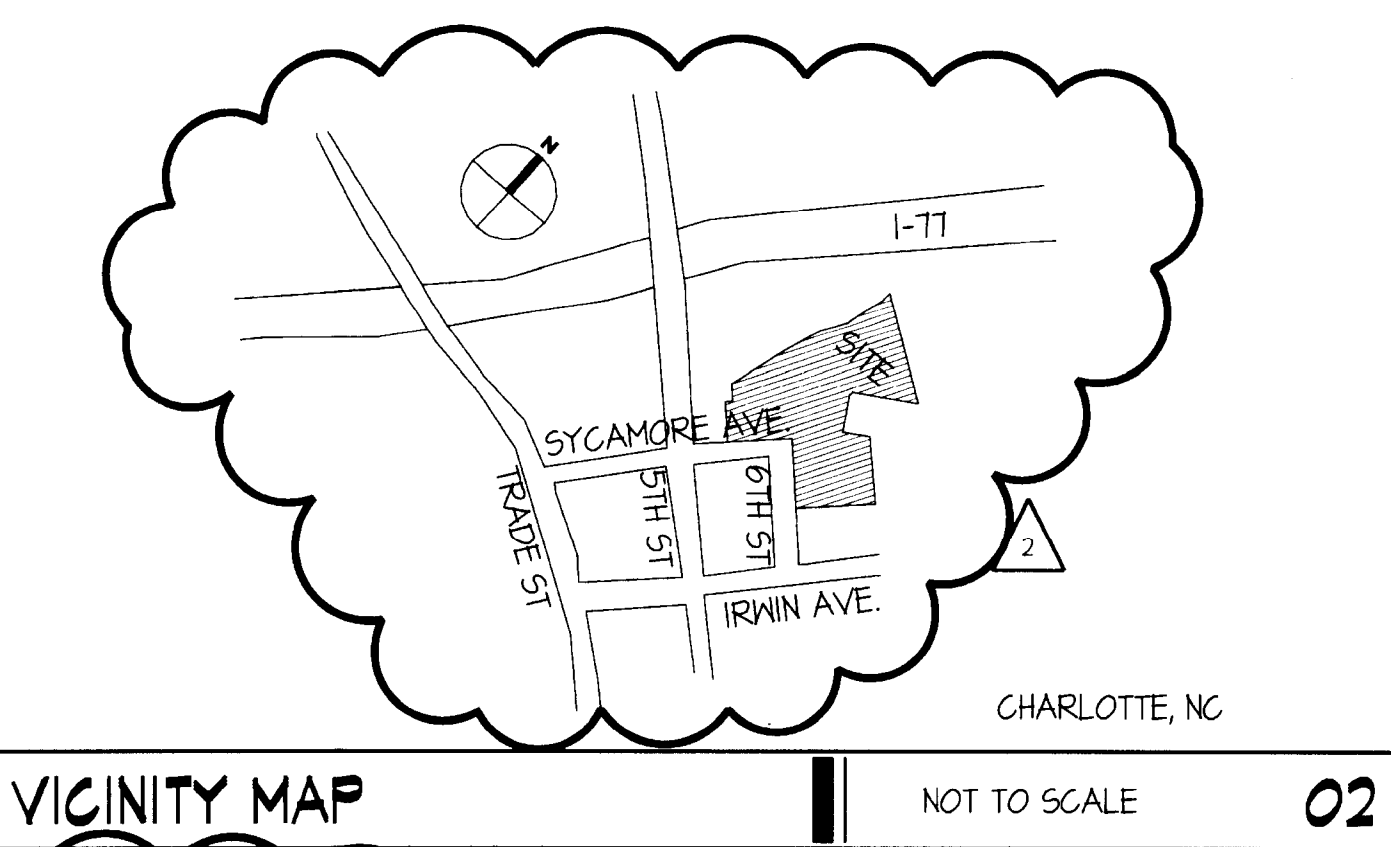 N
I-77
SITE
SYCAMORE AVE.
TRADE ST
5TH ST
6TH ST
2
IRWIN AVE.
CHARLOTTE, NC
VICINITY MAP
NOT TO SCALE
02